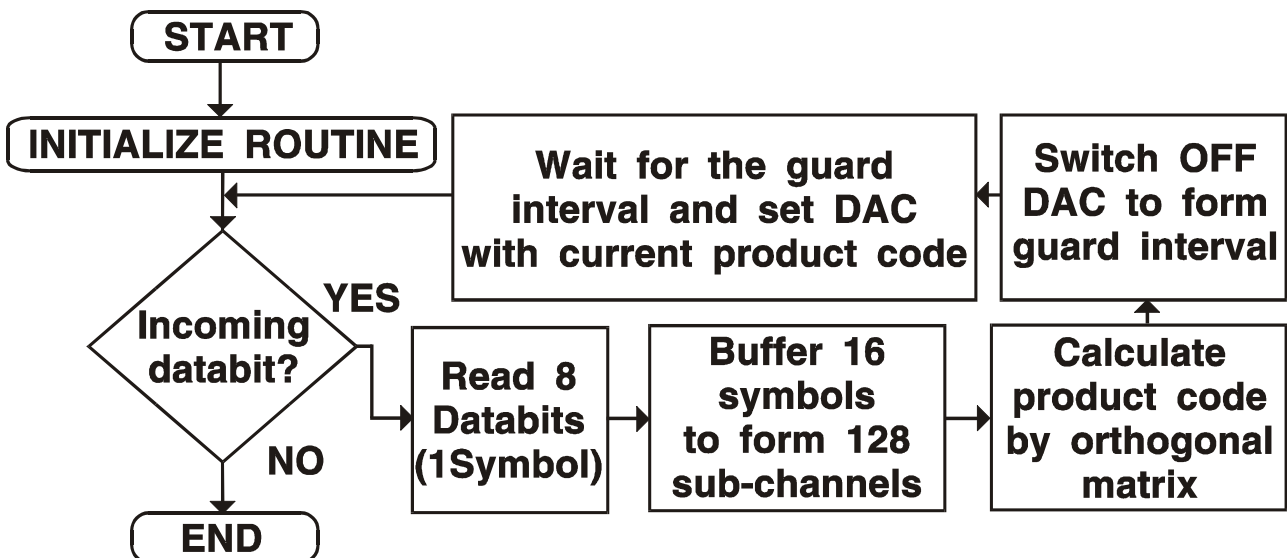 START
INITIALIZE ROUTINE
Incoming
databit?
YES
NO
END
Read 8
Databits
(1Symbol)
Buffer 16
symbols
to form 128
sub-channels
Calculate
product code
by orthogonal
matrix
Switch OFF
DAC to form
guard interval
Wait for the guard
interval and set DAC
with current product code